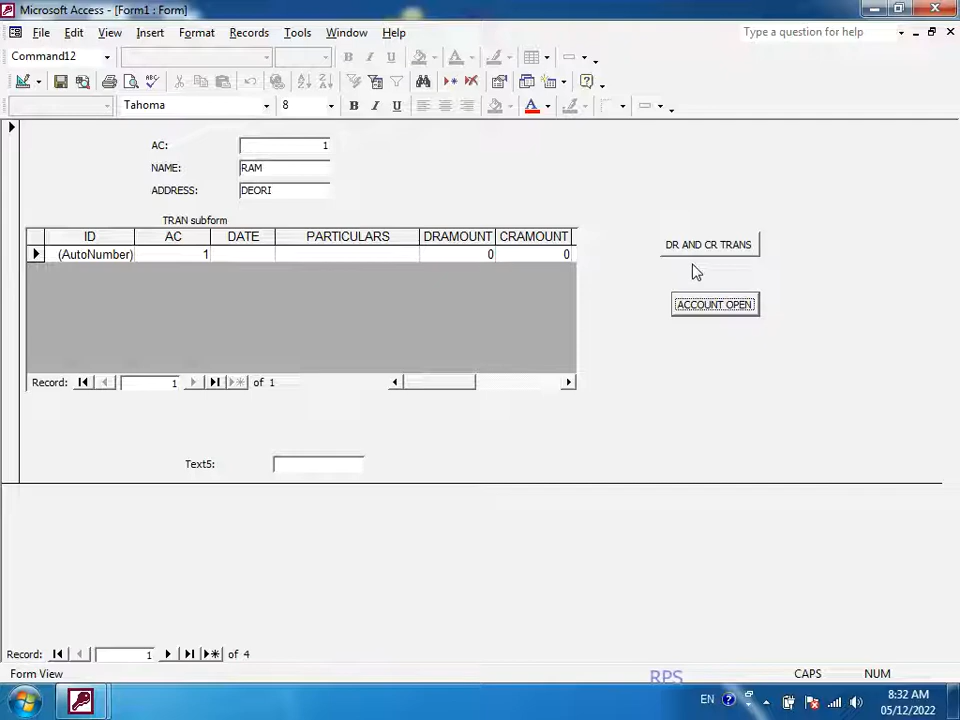 Microsoft Access - [Form1 : Form]
File Edit View Insert Format Records Tools Window Help Type a question for help
Command12
Tahoma 8 B I U
AC: 1
NAME: RAM
ADDRESS: DEORI
TRAN subform
ID AC DATE PARTICULARS DRAMOUNT CRAMOUNT
(AutoNumber) 1 0 0
DR AND CR TRANS
ACCOUNT OPEN
Record: 1 of 1
Text5:
Record: 1 of 4
Form View CAPS NUM
RPS
EN 8:32 AM
05/12/2022